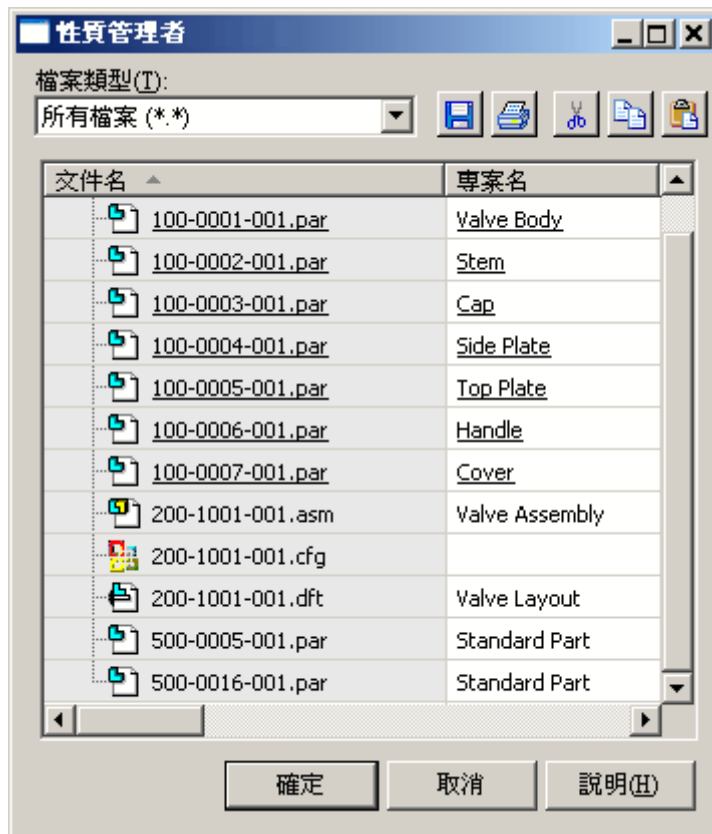 性質管理者
檔案類型(T):
所有檔案 (*.*)
文件名 專案名
100-0001-001.par Valve Body
100-0002-001.par Stem
100-0003-001.par Cap
100-0004-001.par Side Plate
100-0005-001.par Top Plate
100-0006-001.par Handle
100-0007-001.par Cover
200-1001-001.asm Valve Assembly
200-1001-001.cfg
200-1001-001.dft Valve Layout
500-0005-001.par Standard Part
500-0016-001.par Standard Part
確定 取消 說明(H)